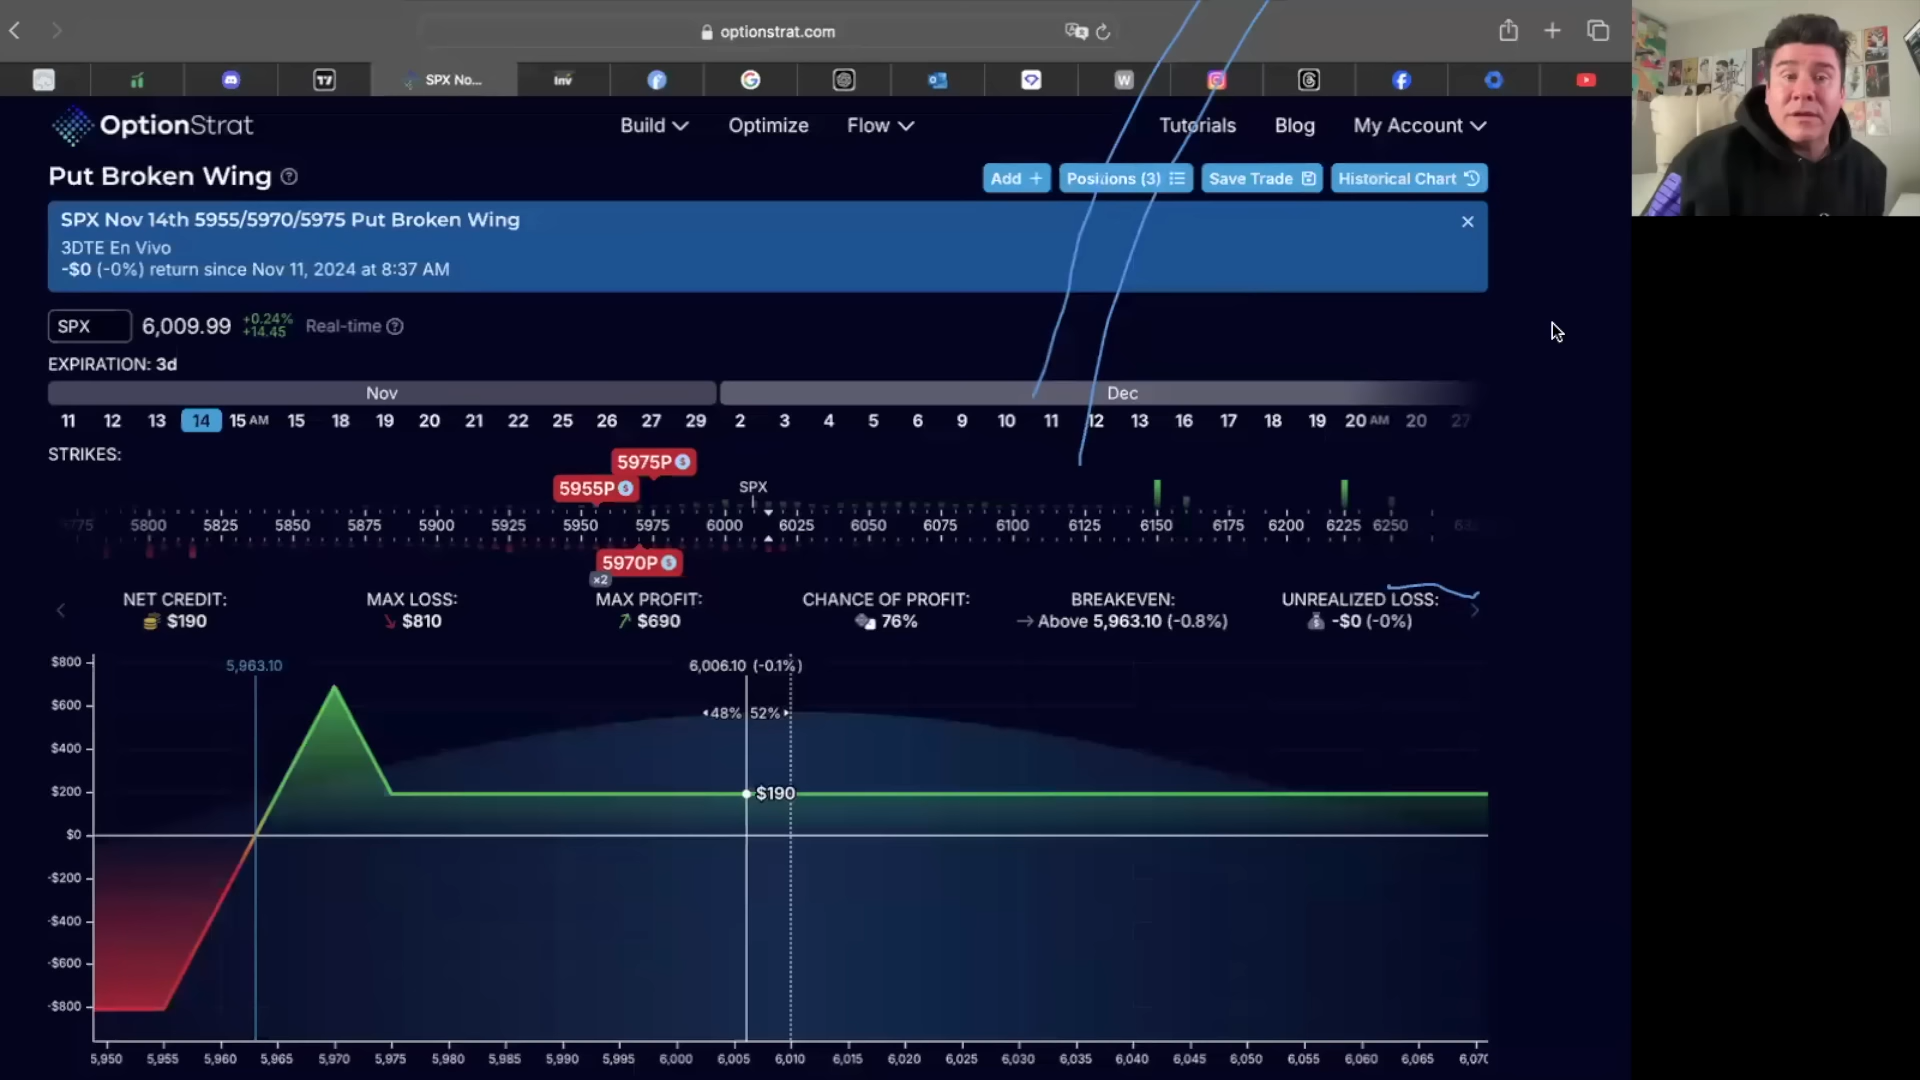 optionstrat.com
17 SPX No... Inv W
OptionStrat Build Optimize Flow Tutorials Blog My Account
Put Broken Wing ?
Add + Positions (3) Save Trade Historical Chart
SPX Nov 14th 5955/5970/5975 Put Broken Wing ×
3DTE En Vivo
-$0 (-0%) return since Nov 11, 2024 at 8:37 AM
SPX 6,009.99 +0.24% Real-time ?
+14.45
EXPIRATION: 3d
Nov Dec
11 12 13 14 15 AM 15 18 19 20 21 22 25 26 27 29 2 3 4 5 6 9 10 11 12 13 16 17 18 19 20 AM 20 27
STRIKES:
5975P $
5955P $ SPX
5800 5825 5850 5875 5900 5925 5950 5975 6000 6025 6050 6075 6100 6125 6150 6175 6200 6225 6250
5970P $
x2
NET CREDIT: MAX LOSS: MAX PROFIT: CHANCE OF PROFIT: BREAKEVEN: UNREALIZED LOSS:
$190 $810 $690 76% → Above 5,963.10 (-0.8%) -$0 (-0%)
$800 5,963.10 6,006.10 (-0.1%)
$600
48% 52%
$400
$200 $190
$0
-$200
-$400
-$600
-$800
5,950 5,955 5,960 5,965 5,970 5,975 5,980 5,985 5,990 5,995 6,000 6,005 6,010 6,015 6,020 6,025 6,030 6,035 6,040 6,045 6,050 6,055 6,060 6,065 6,070